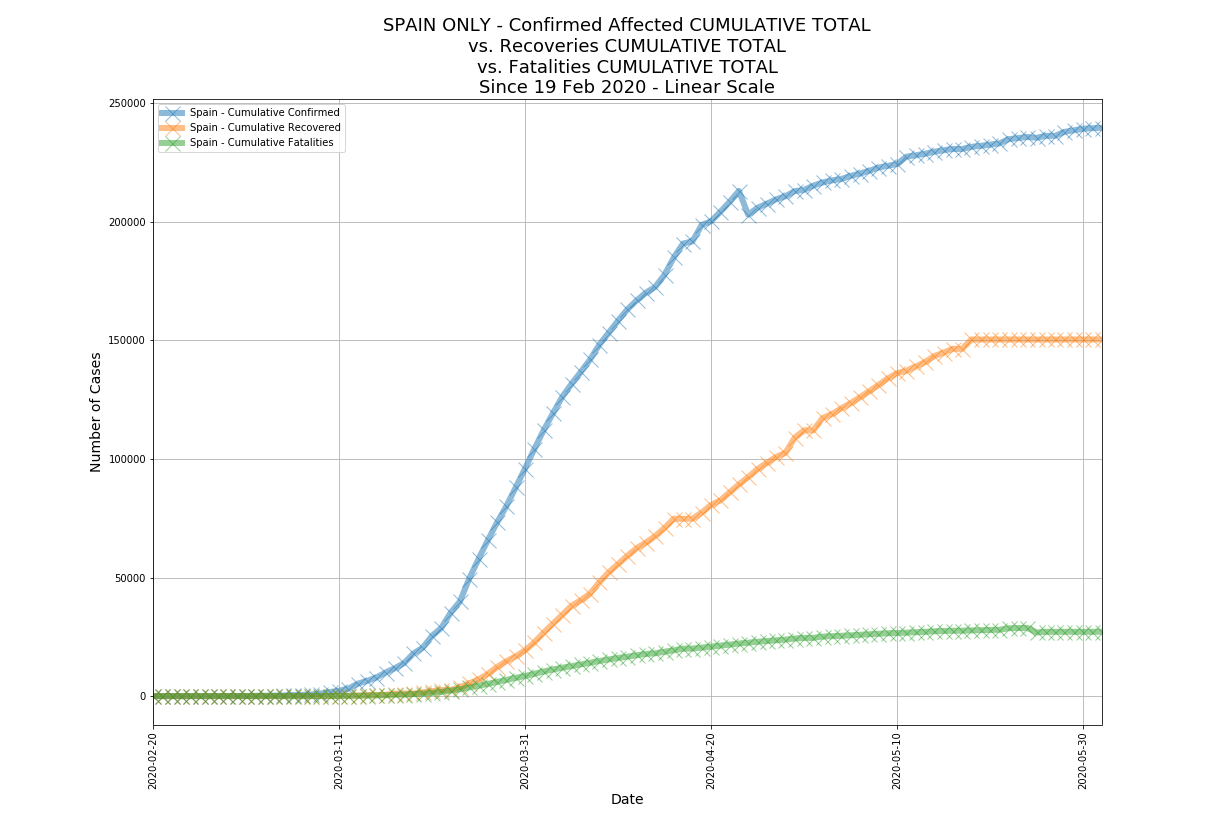 SPAIN ONLY - Confirmed Affected CUMULATIVE TOTAL
vs. Recoveries CUMULATIVE TOTAL
vs. Fatalities CUMULATIVE TOTAL
Since 19 Feb 2020 - Linear Scale
Spain - Cumulative Confirmed
Spain - Cumulative Recovered
Spain - Cumulative Fatalities
Number of Cases
250000
200000
150000
100000
50000
0
2020-02-20
2020-03-11
2020-03-31
2020-04-20
2020-05-10
2020-05-30
Date